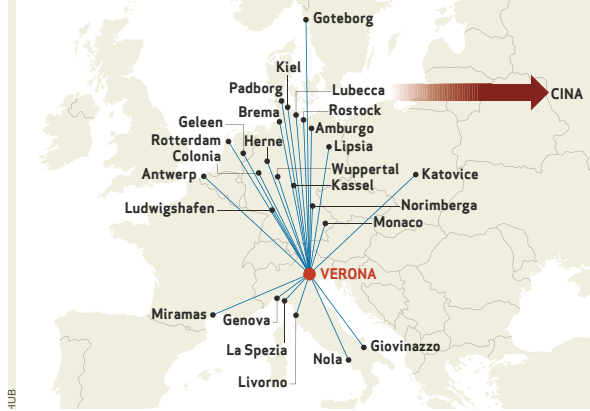 Goteborg
Kiel
Padborg
Lubecca
CINA
Brema
Rostock
Geleen
Amburgo
Rotterdam
Herne
Lipsia
Colonia
Wuppertal
Antwerp
Katovice
Kassel
Ludwigshafen
Norimberga
Monaco
VERONA
Miramas
Genova
La Spezia
Giovinazzo
Nola
Livorno
HUB